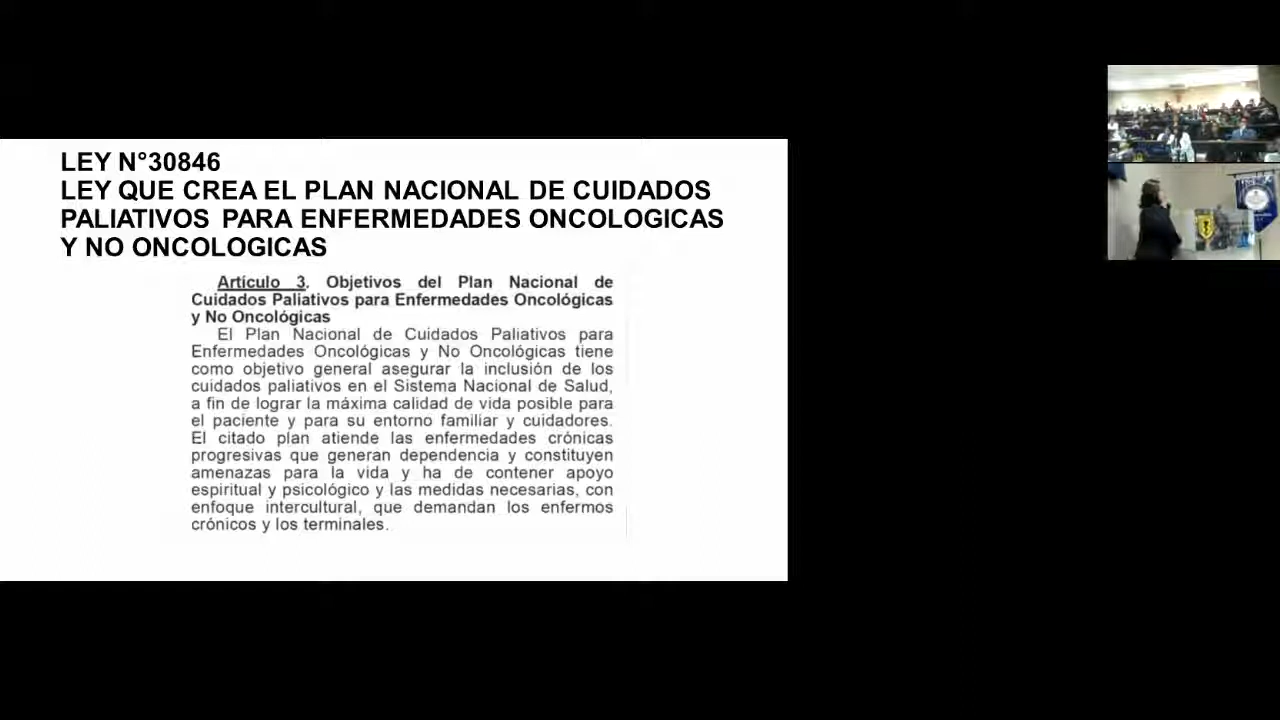 LEY N°30846
LEY QUE CREA EL PLAN NACIONAL DE CUIDADOS
PALIATIVOS PARA ENFERMEDADES ONCOLOGICAS
Y NO ONCOLOGICAS
Artículo 3. Objetivos del Plan Nacional de
Cuidados Paliativos para Enfermedades Oncológicas
y No Oncológicas
El Plan Nacional de Cuidados Paliativos para
Enfermedades Oncológicas y No Oncológicas tiene
como objetivo general asegurar la inclusión de los
cuidados paliativos en el Sistema Nacional de Salud,
a fin de lograr la máxima calidad de vida posible para
el paciente y para su entorno familiar y cuidadores.
El citado plan atiende las enfermedades crónicas
progresivas que generan dependencia y constituyen
amenazas para la vida y ha de contener apoyo
espiritual y psicológico y las medidas necesarias, con
enfoque intercultural, que demandan los enfermos
crónicos y los terminales.